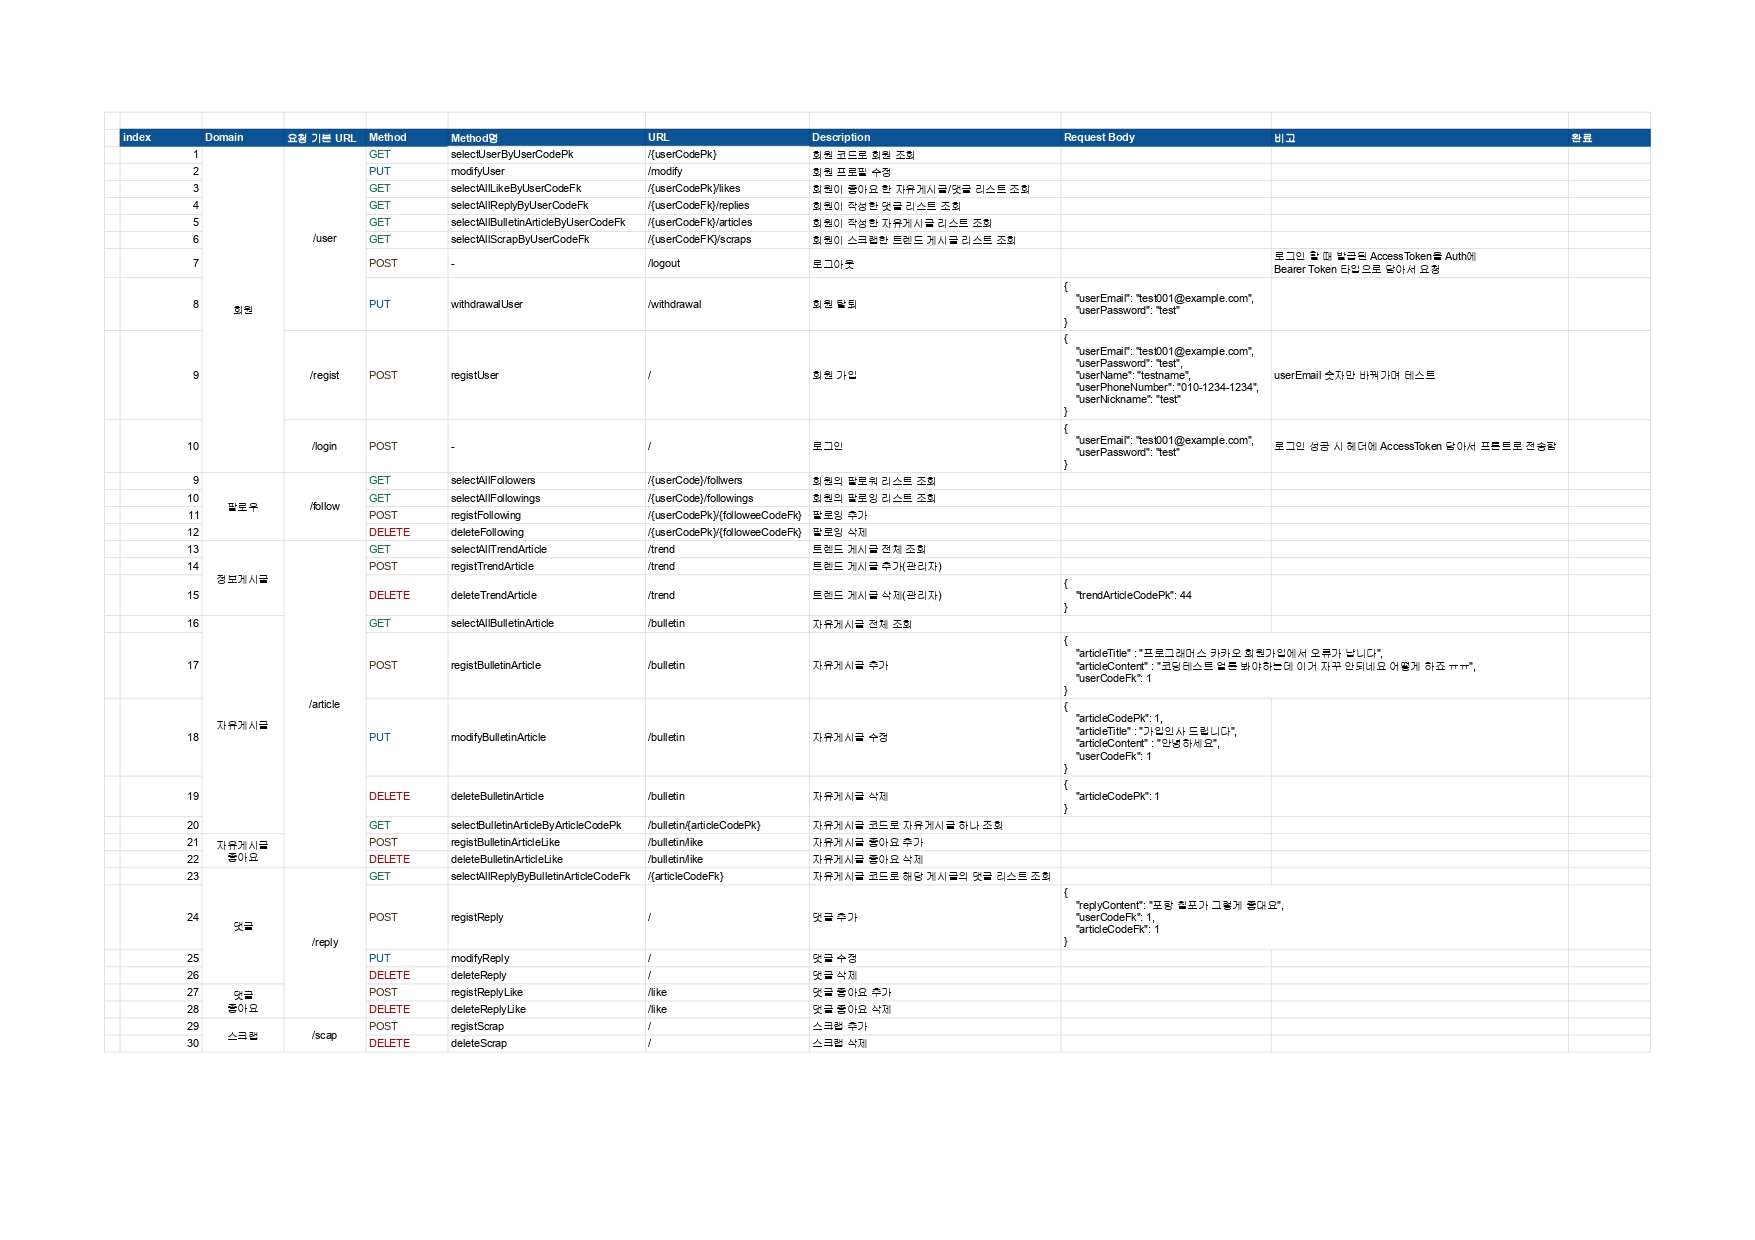 index Domain 요청 기본 URL Method Method명 URL Description Request Body 비고 완료
1 GET selectUserByUserCodePk /{userCodePk} 회원 코드로 회원 조회
2 PUT modifyUser /modify 회원 프로필 수정
3 GET selectAllLikeByUserCodeFk /{userCodePk}/likes 회원이 좋아요 한 자유게시글/댓글 리스트 조회
4 GET selectAllReplyByUserCodeFk /{userCodeFk}/replies 회원이 작성한 댓글 리스트 조회
5 GET selectAllBulletinArticleByUserCodeFk /{userCodeFk}/articles 회원이 작성한 자유게시글 리스트 조회
/user
6 GET selectAllScrapByUserCodeFk /{userCodeFK}/scraps 회원이 스크랩한 트렌드 게시글 리스트 조회
7 POST - /logout 로그아웃
로그인 할 때 발급된 AccessToken을 Auth에
Bearer Token 타입으로 담아서 요청
회원
8 PUT withdrawalUser /withdrawal 회원 탈퇴
{
"userEmail": "test001@example.com",
"userPassword": "test"
}
9 /regist POST registUser / 회원 가입
{
"userEmail": "test001@example.com",
"userPassword": "test",
"userName": "testname",
"userPhoneNumber": "010-1234-1234",
"userNickname": "test"
}
userEmail 숫자만 바꿔가며 테스트
10 /login POST - / 로그인
{
"userEmail": "test001@example.com",
"userPassword": "test"
}
로그인 성공 시 헤더에 AccessToken 담아서 프론트로 전송함
9 GET selectAllFollowers /{userCode}/follwers 회원의 팔로워 리스트 조회
10 GET selectAllFollowings /{userCode}/followings 회원의 팔로잉 리스트 조회
팔로우 /follow
11 POST registFollowing /{userCodePk}/{followeeCodeFk} 팔로잉 추가
12 DELETE deleteFollowing /{userCodePk}/{followeeCodeFk} 팔로잉 삭제
13 GET selectAllTrendArticle /trend 트렌드 게시글 전체 조회
14 POST registTrendArticle /trend 트렌드 게시글 추가(관리자)
정보게시글
15 DELETE deleteTrendArticle /trend 트렌드 게시글 삭제(관리자)
{
"trendArticleCodePk": 44
}
16 GET selectAllBulletinArticle /bulletin 자유게시글 전체 조회
17 POST registBulletinArticle /bulletin 자유게시글 추가
{
"articleTitle" : "프로그래머스 카카오 회원가입에서 오류가 납니다",
"articleContent" : "코딩테스트 얼른 봐야하는데 이거 자꾸 안되네요 어떻게 하죠 ㅠㅠ",
"userCodeFk": 1
}
/article
자유게시글
18 PUT modifyBulletinArticle /bulletin 자유게시글 수정
{
"articleCodePk": 1,
"articleTitle" : "가입인사 드립니다",
"articleContent" : "안녕하세요",
"userCodeFk": 1
}
19 DELETE deleteBulletinArticle /bulletin 자유게시글 삭제
{
"articleCodePk": 1
}
20 GET selectBulletinArticleByArticleCodePk /bulletin/{articleCodePk} 자유게시글 코드로 자유게시글 하나 조회
자유게시글
좋아요
21 POST registBulletinArticleLike /bulletin/like 자유게시글 좋아요 추가
22 DELETE deleteBulletinArticleLike /bulletin/like 자유게시글 좋아요 삭제
23 GET selectAllReplyByBulletinArticleCodeFk /{articleCodeFk} 자유게시글 코드로 해당 게시글의 댓글 리스트 조회
댓글
24 POST registReply / 댓글 추가
{
"replyContent": "포항 칠포가 그렇게 좋대요",
"userCodeFk": 1,
"articleCodeFk": 1
}
/reply
25 PUT modifyReply / 댓글 수정
26 DELETE deleteReply / 댓글 삭제
댓글
좋아요
27 POST registReplyLike /like 댓글 좋아요 추가
28 DELETE deleteReplyLike /like 댓글 좋아요 삭제
스크랩 /scap
29 POST registScrap / 스크랩 추가
30 DELETE deleteScrap / 스크랩 삭제